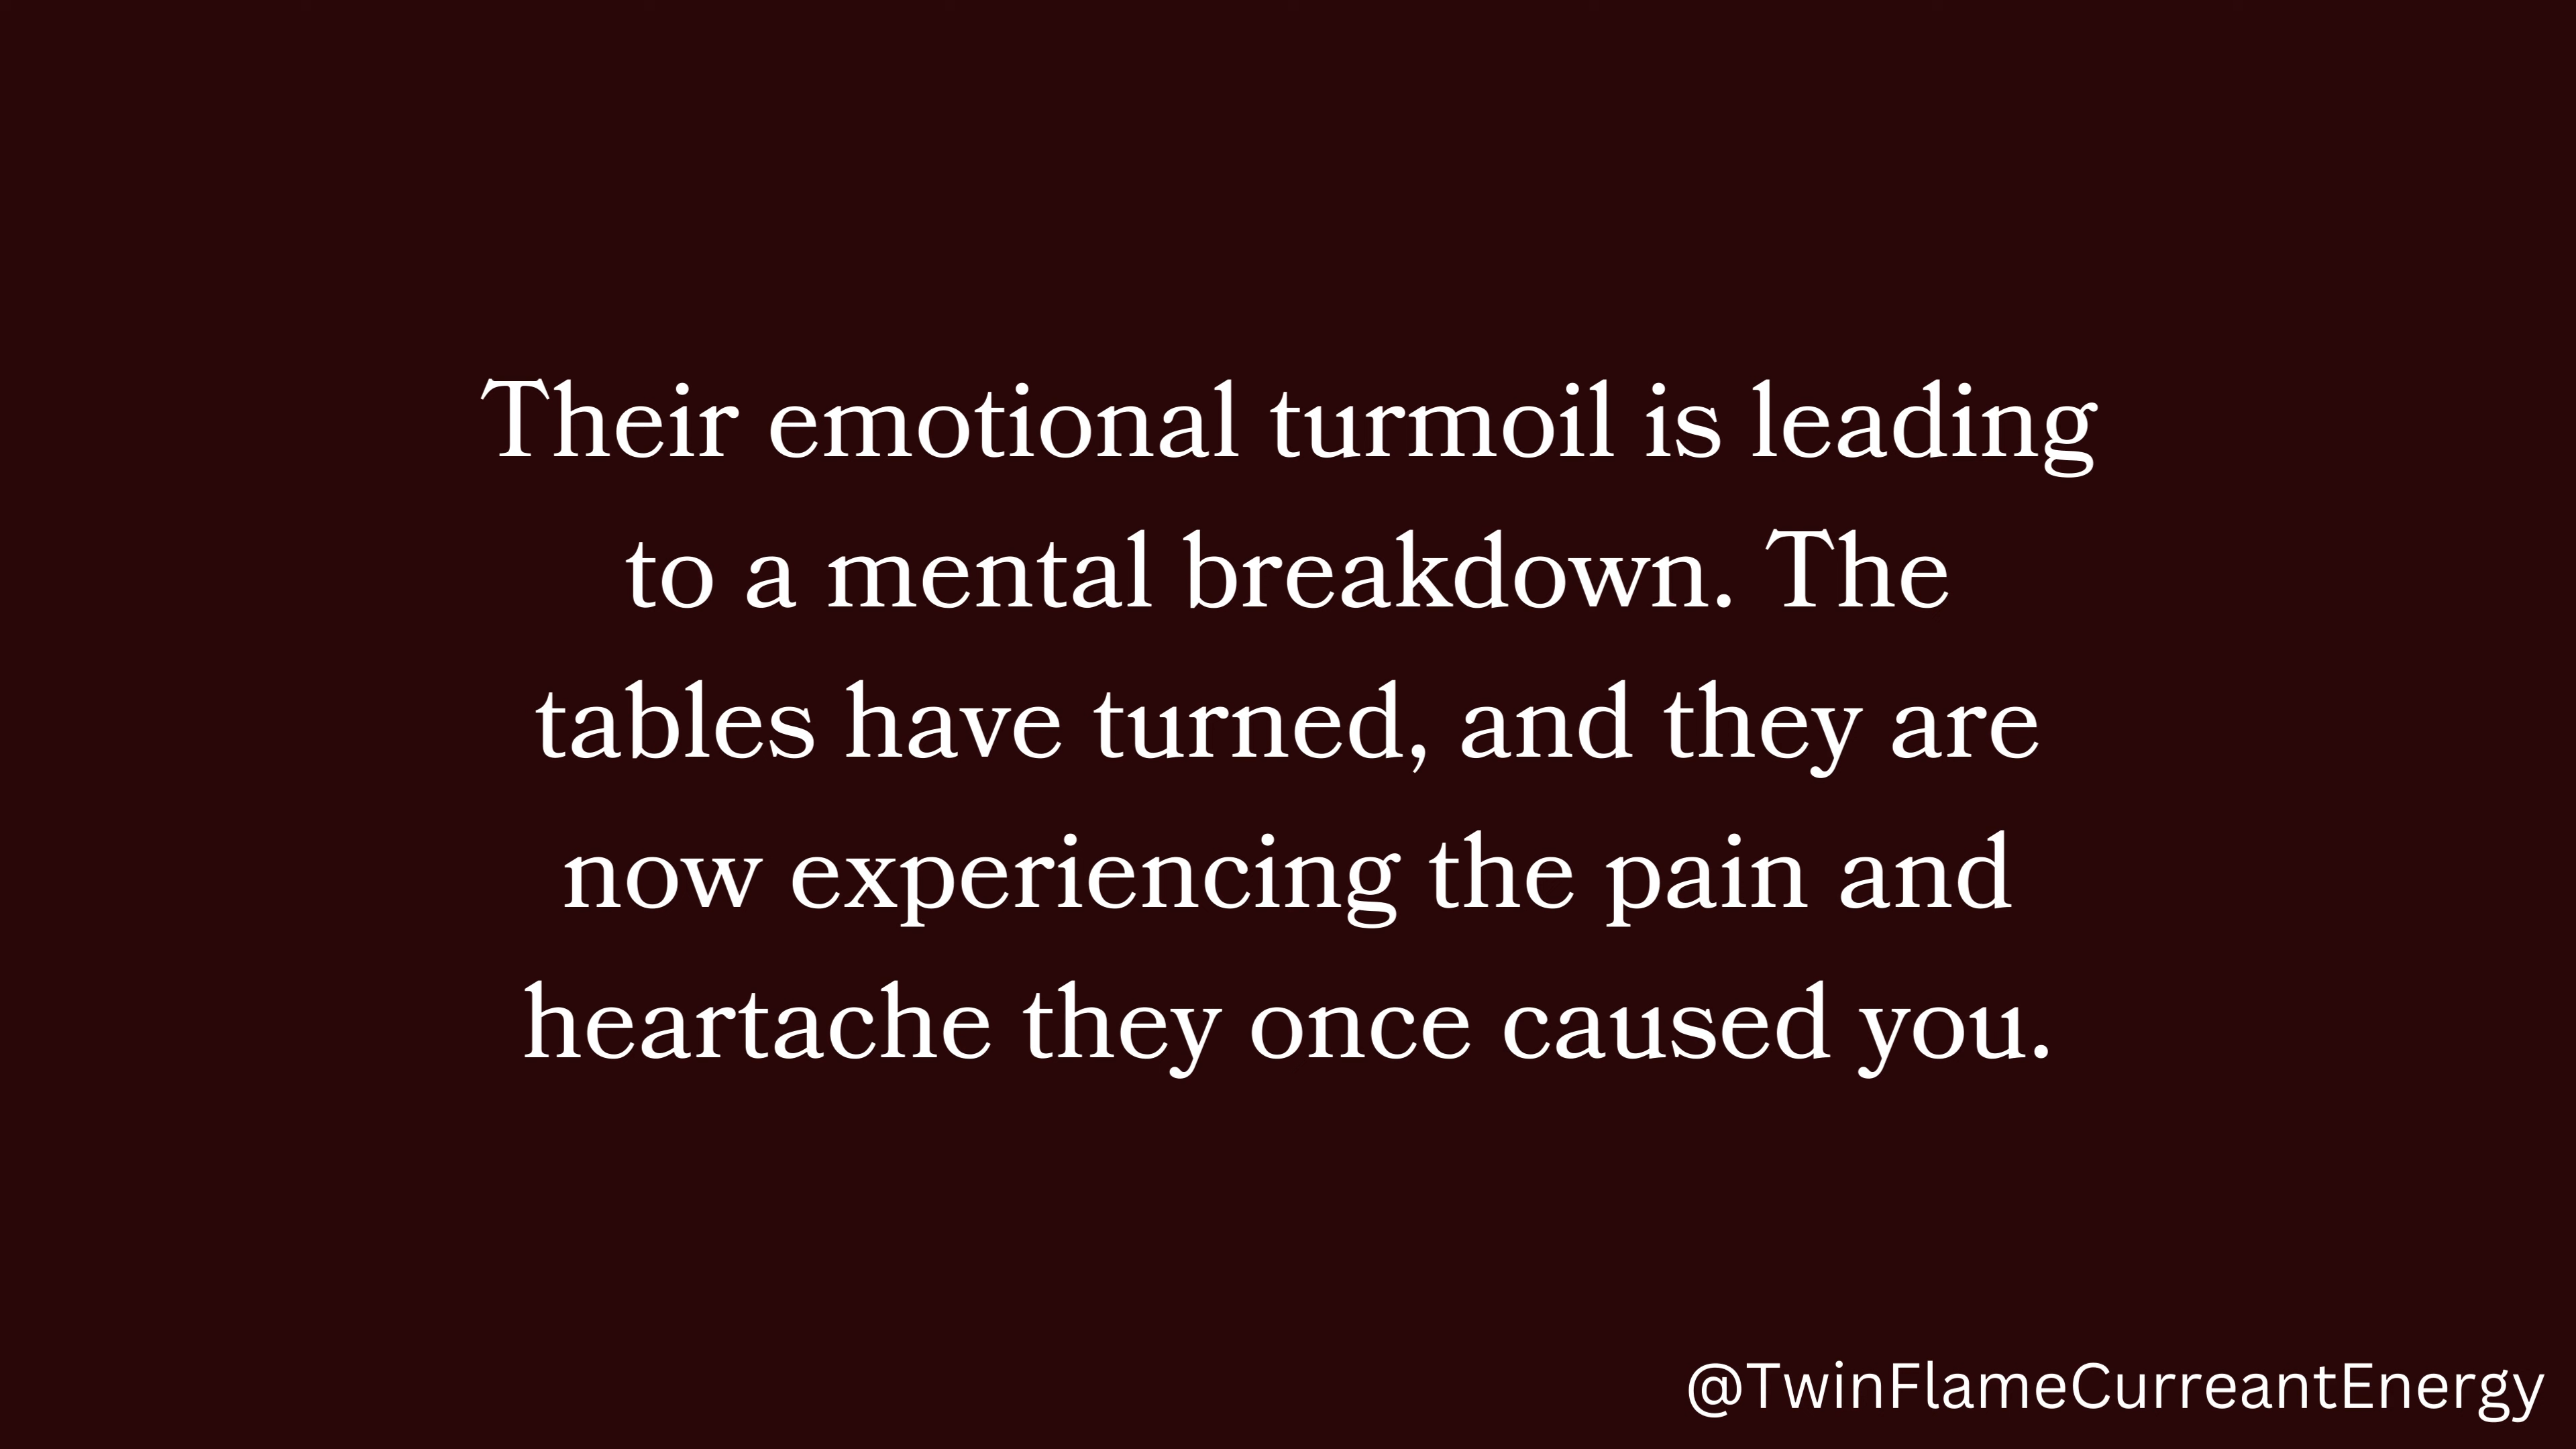 Their emotional turmoil is leading
to a mental breakdown. The
tables have turned, and they are
now experiencing the pain and
heartache they once caused you.
@TwinFlameCurreantEnergy